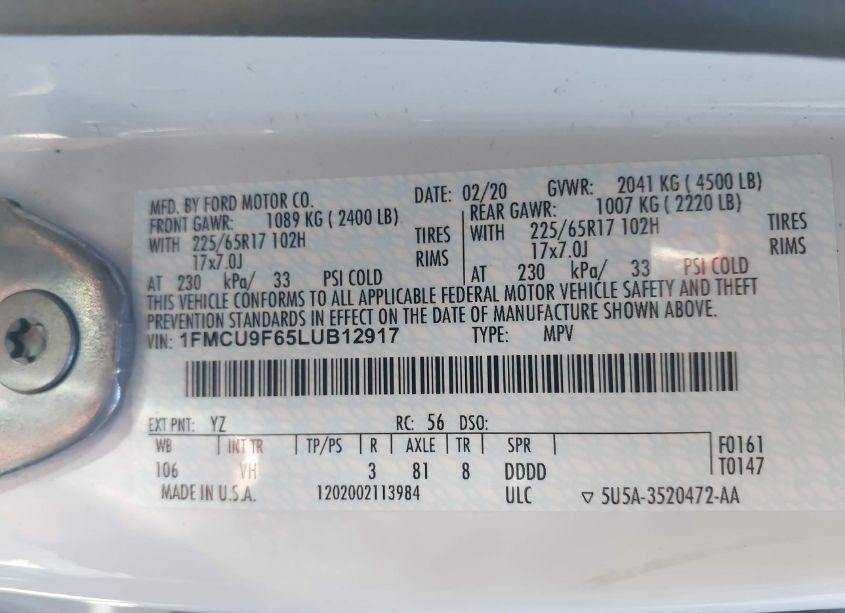 MFD. BY FORD MOTOR CO. DATE: 02/20 GVWR: 2041 KG ( 4500 LB)
FRONT GAWR: 1089 KG ( 2400 LB) REAR GAWR: 1007 KG ( 2220 LB)
WITH 225/65R17 102H TIRES WITH 225/65R17 102H TIRES
17x7.0J RIMS 17x7.0J RIMS
AT 230 kPa/ 33 PSI COLD AT 230 kPa/ 33 PSI COLD
THIS VEHICLE CONFORMS TO ALL APPLICABLE FEDERAL MOTOR VEHICLE SAFETY AND THEFT
PREVENTION STANDARDS IN EFFECT ON THE DATE OF MANUFACTURE SHOWN ABOVE.
VIN: 1FMCU9F65LUB12917 TYPE: MPV
EXT PNT: YZ RC: 56 DSO:
WB INT TR TP/PS R AXLE TR SPR F0161
106 VH 3 81 8 DDDD T0147
MADE IN U.S.A. 1202002113984 ULC ▽ 5U5A-3520472-AA